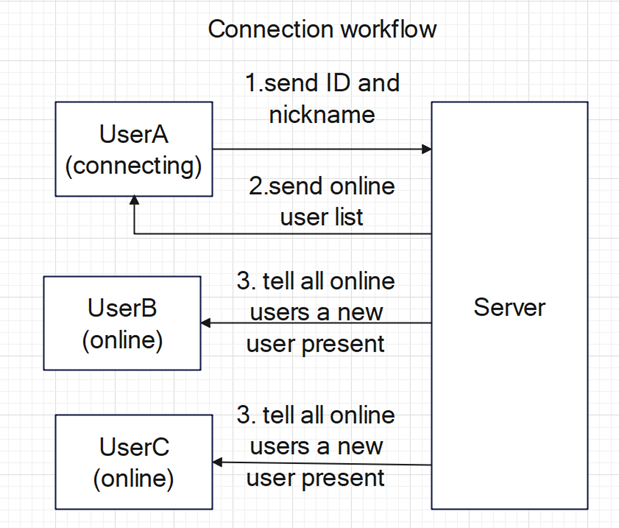 Connection workflow
1.send ID and
nickname
UserA
(connecting)
2.send online
user list
3. tell all online
users a new
user present
UserB
(online)
Server
3. tell all online
users a new
user present
UserC
(online)